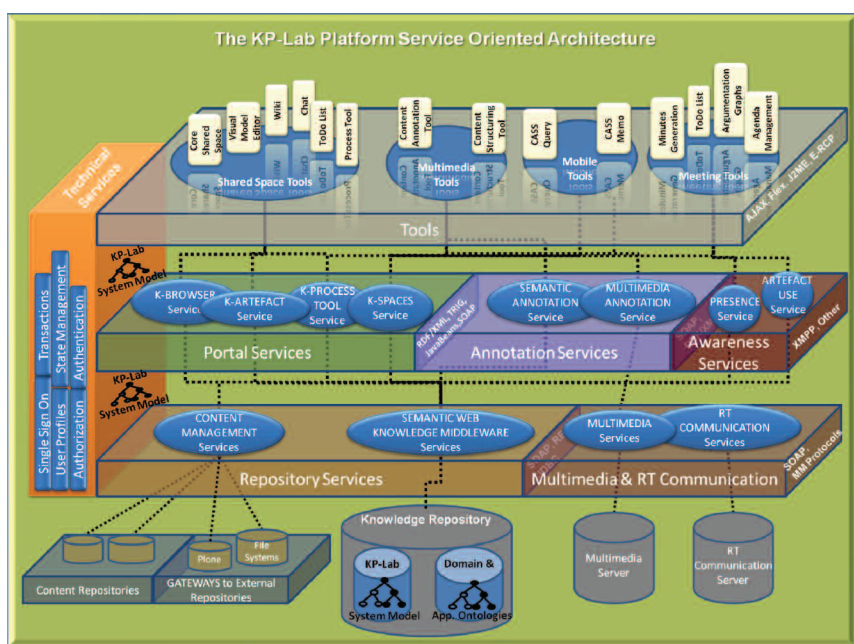 The KP-Lab Platform Service Oriented Architecture
Core
Shared
Space
Visual Model
Editor
Wiki
Chat
ToDo List
Process Tool
Content
Annotation
Tool
Content
Structuring
Tool
CASS
Query
CASS
Memo
Minutes
Generation
ToDo List
Argumentation
Graphs
Agenda
Management
Shared Space Tools
Multimedia
Tools
Mobile
Tools
Meeting Tools
Tools
AJAX, Flex, J2ME, E-RCP
Technical
Services
KP-Lab
System Model
K-BROWSER
Service
K-ARTEFACT
Service
K-PROCESS
TOOL
Service
K-SPACES
Service
SEMANTIC
ANNOTATION
Service
MULTIMEDIA
ANNOTATION
Service
PRESENCE
Service
ARTEFACT
USE
Service
Portal Services
RDF/XML, TRIG,
JavaBeans, SOAP
Annotation Services
SOAP,
Awareness
Services
XMPP, Other
Transactions
State Management
Authentication
Single Sign On
User Profiles
Authorization
KP-Lab
System Model
CONTENT
MANAGEMENT
Services
SEMANTIC WEB
KNOWLEDGE MIDDLEWARE
Services
MULTIMEDIA
Services
RT
COMMUNICATION
Services
Repository Services
Multimedia & RT Communication
SOAP,
MM Protocols
Plone
File
Systems
Content Repositories
GATEWAYS to External
Repositories
Knowledge Repository
KP-Lab
System Model
Domain &
App. Ontologies
Multimedia
Server
RT
Communication
Server